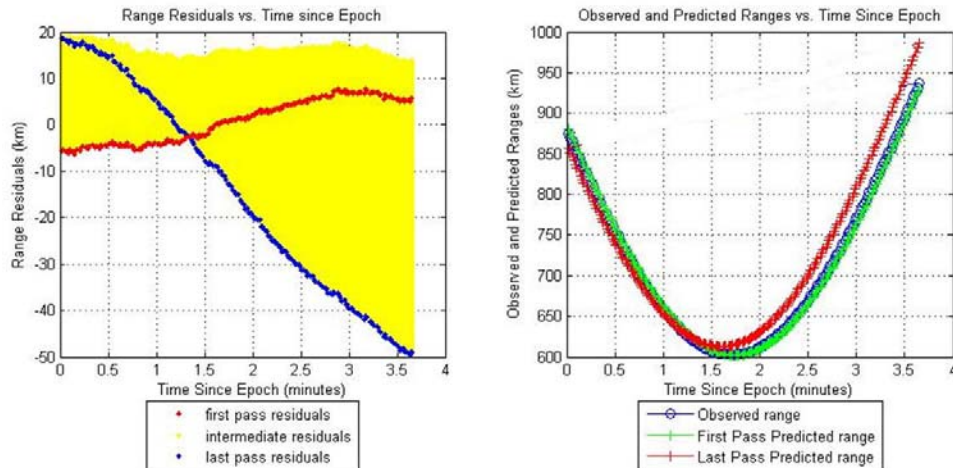 Range Residuals vs. Time since Epoch
20
10
0
-10
-20
-30
-40
-50
Range Residuals (km)
0 0.5 1 1.5 2 2.5 3 3.5 4
Time Since Epoch (minutes)
first pass residuals
intermediate residuals
last pass residuals
Observed and Predicted Ranges vs. Time Since Epoch
1000
950
900
850
800
750
700
650
600
Observed and Predicted Ranges (km)
0 0.5 1 1.5 2 2.5 3 3.5 4
Time Since Epoch (minutes)
Observed range
First Pass Predicted range
Last Pass Predicted range